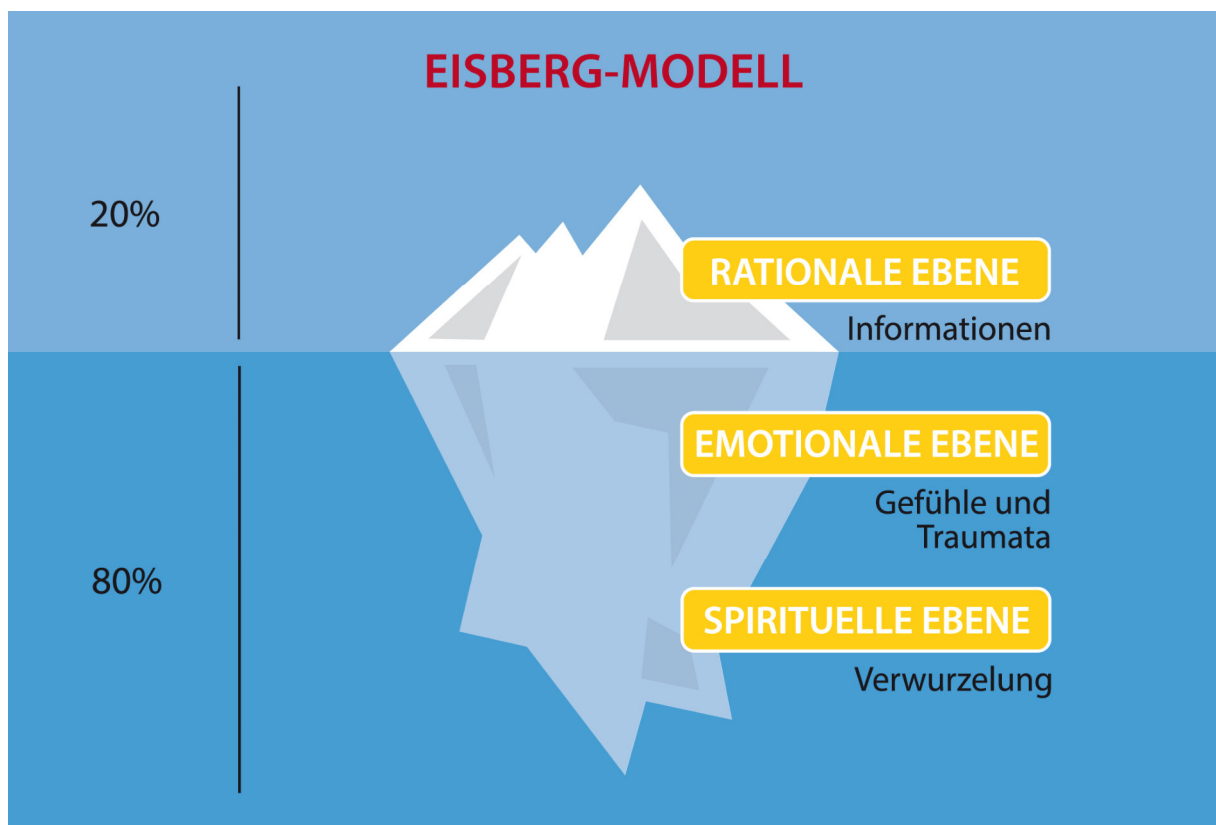 EISBERG-MODELL
20%
RATIONALE EBENE
Informationen
EMOTIONALE EBENE
Gefühle und
Traumata
80%
SPIRITUELLE EBENE
Verwurzelung